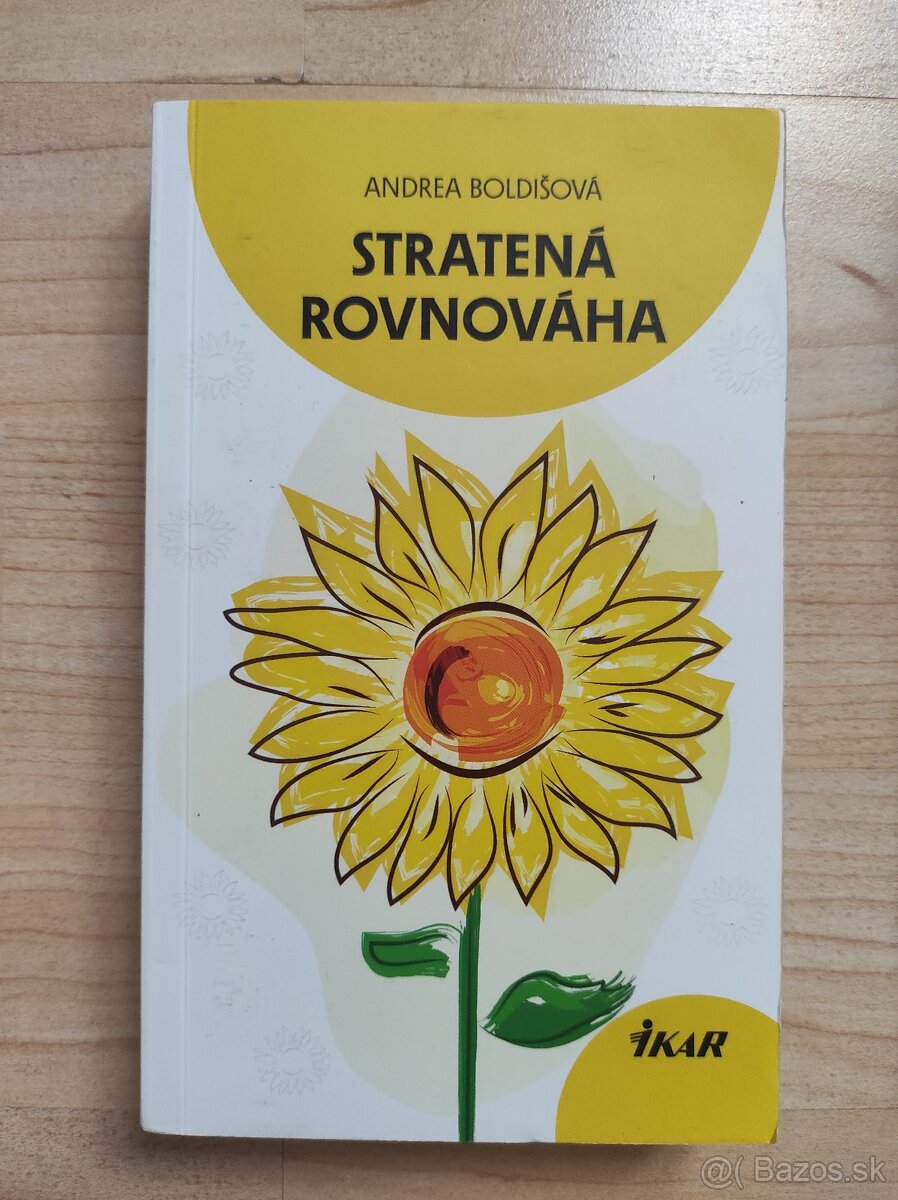 ANDREA BOLDIŠOVÁ
STRATENÁ
ROVNOVÁHA
IKAR
@( Bazos.sk